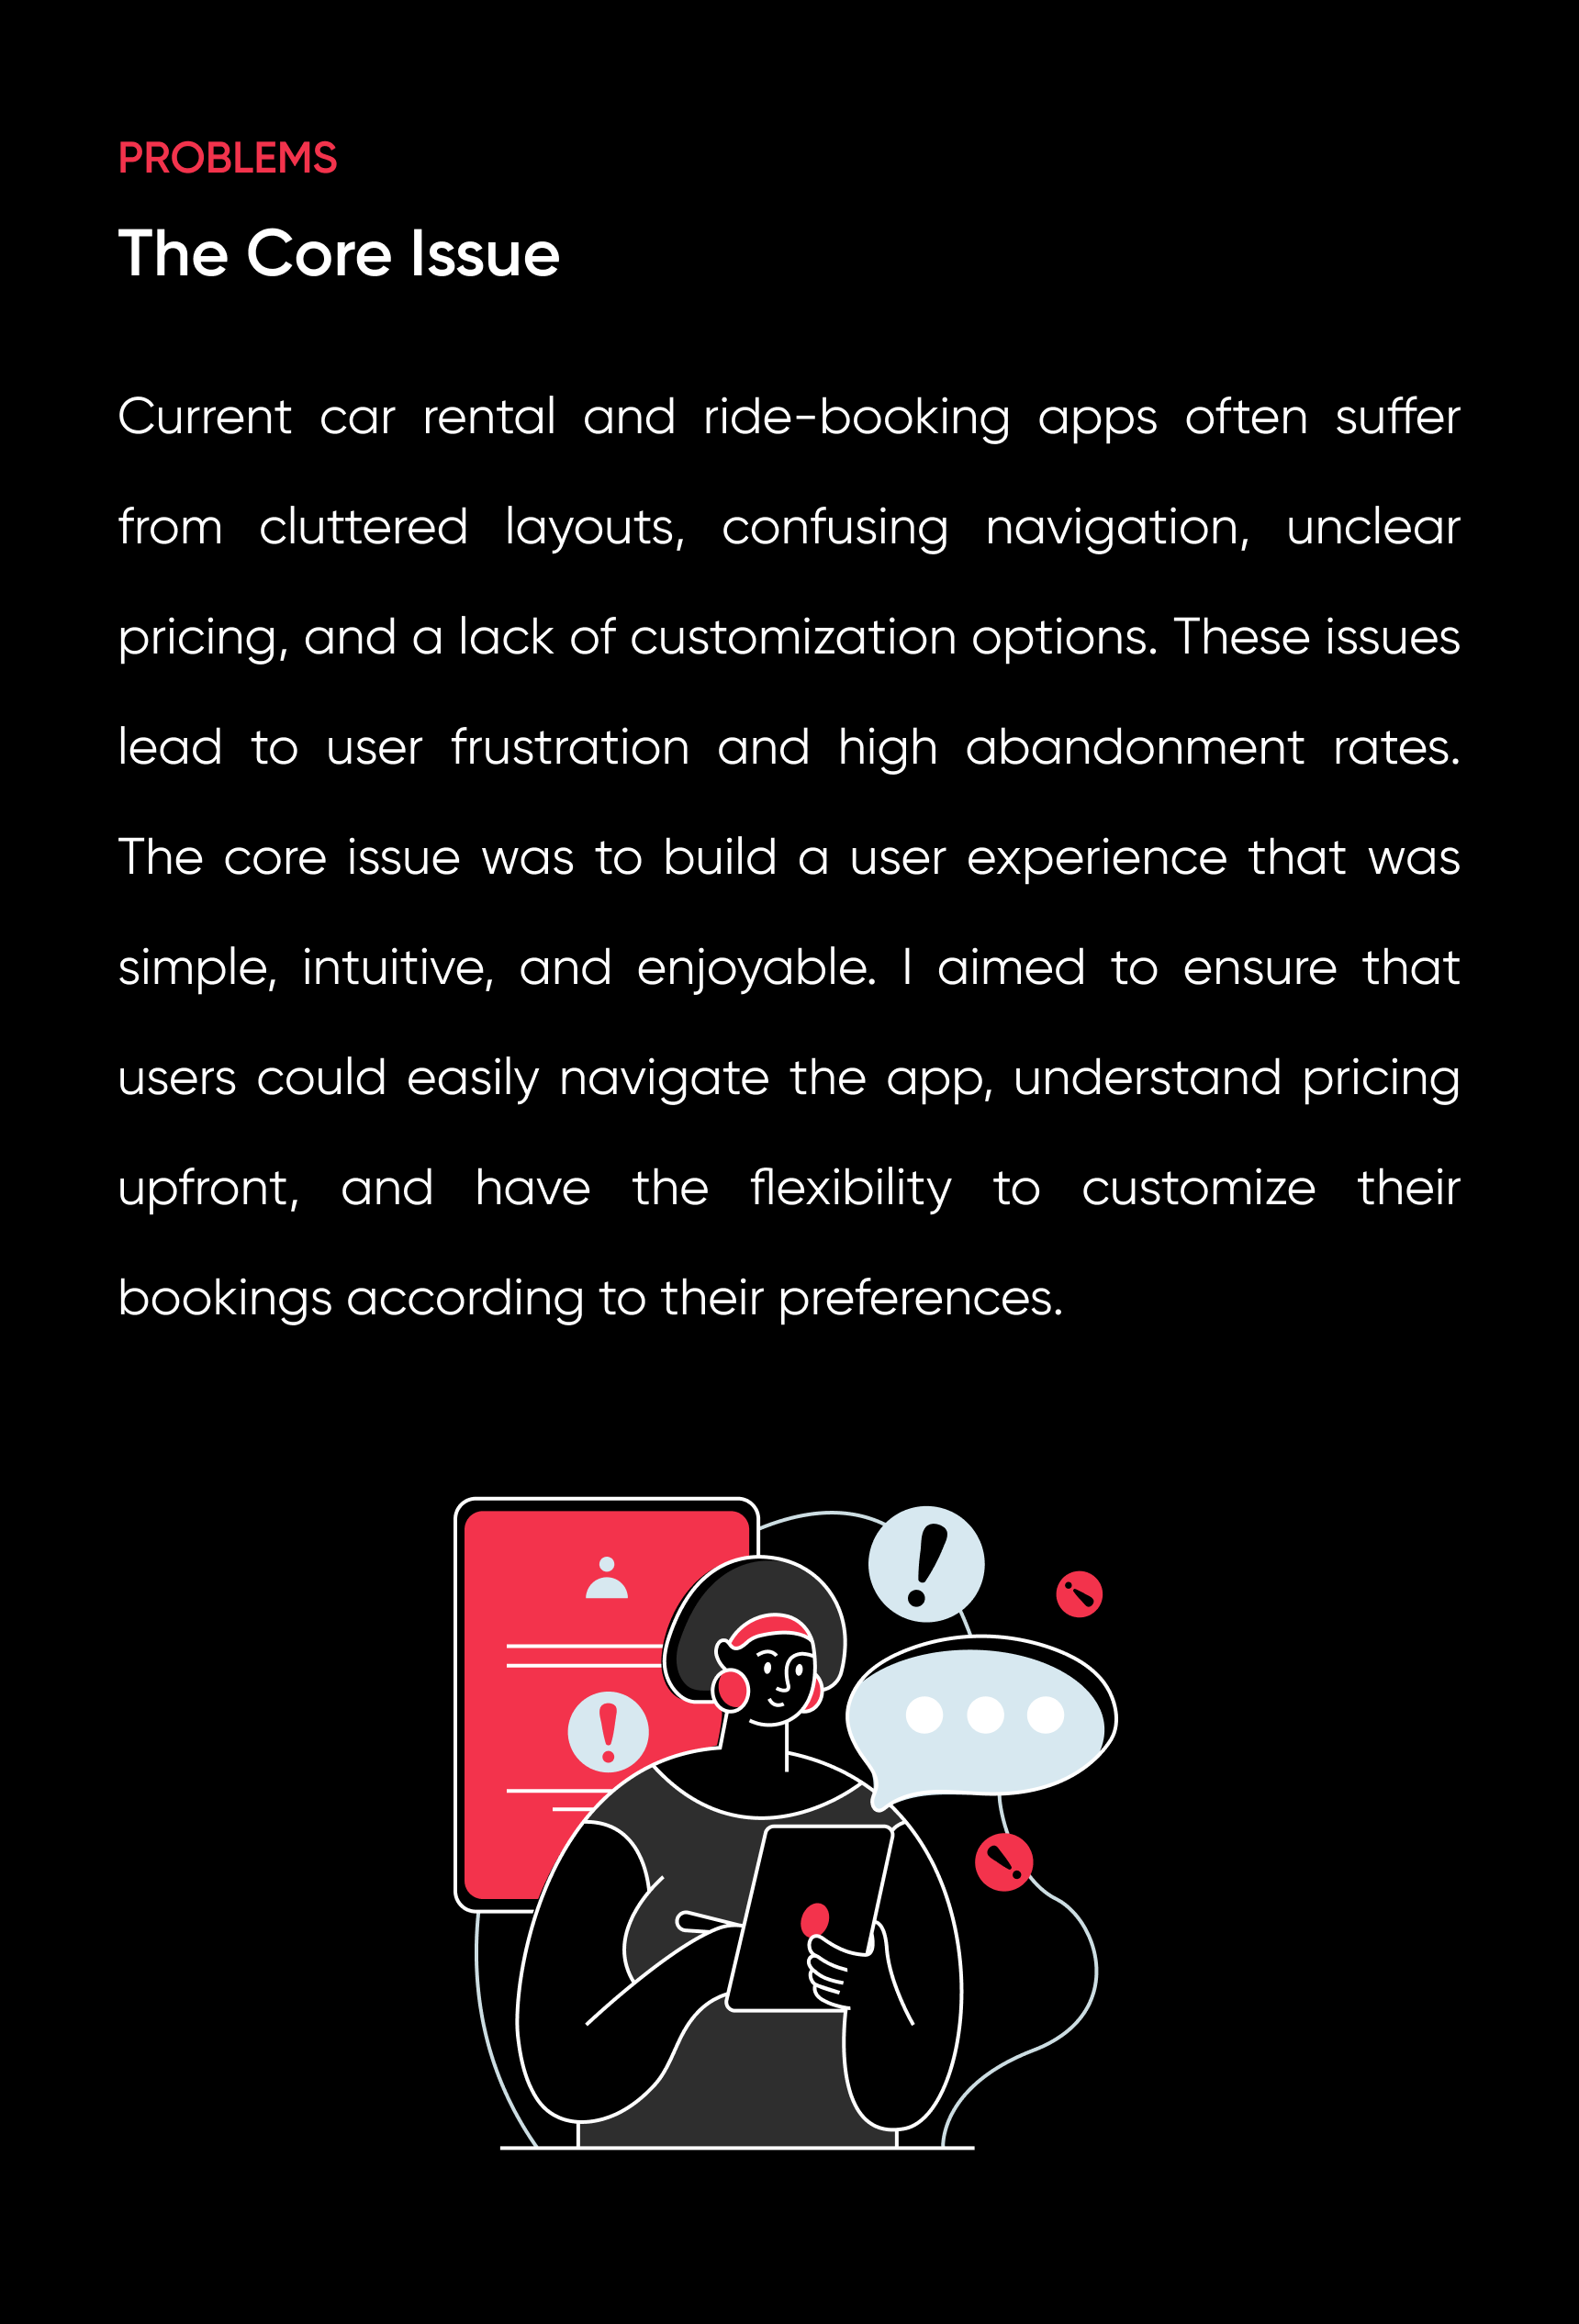 PROBLEMS
The Core Issue
Current car rental and ride-booking apps often suffer
from cluttered layouts, confusing navigation, unclear
pricing, and a lack of customization options. These issues
lead to user frustration and high abandonment rates.
The core issue was to build a user experience that was
simple, intuitive, and enjoyable. I aimed to ensure that
users could easily navigate the app, understand pricing
upfront, and have the flexibility to customize their
bookings according to their preferences.